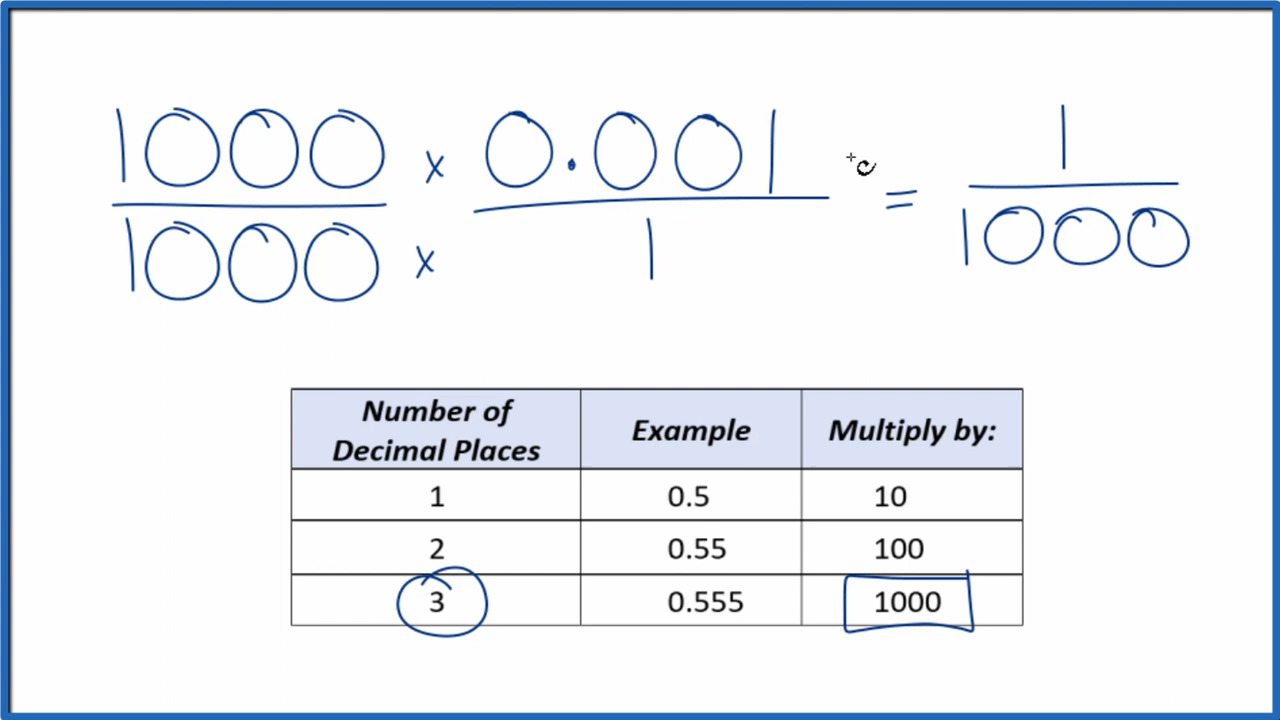 1000 x 0.001 = 1
1000 x 1 1000
Number of Decimal Places Example Multiply by:
1 0.5 10
2 0.55 100
3 0.555 1000